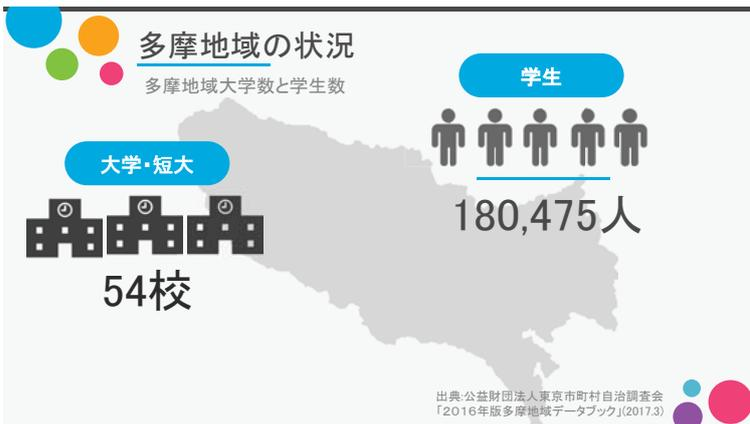 多摩地域の状況
多摩地域大学数と学生数
学生
大学・短大
180,475人
54校
出典:公益財団法人東京市町村自治調査会
「2016年版多摩地域データブック」(2017.3)